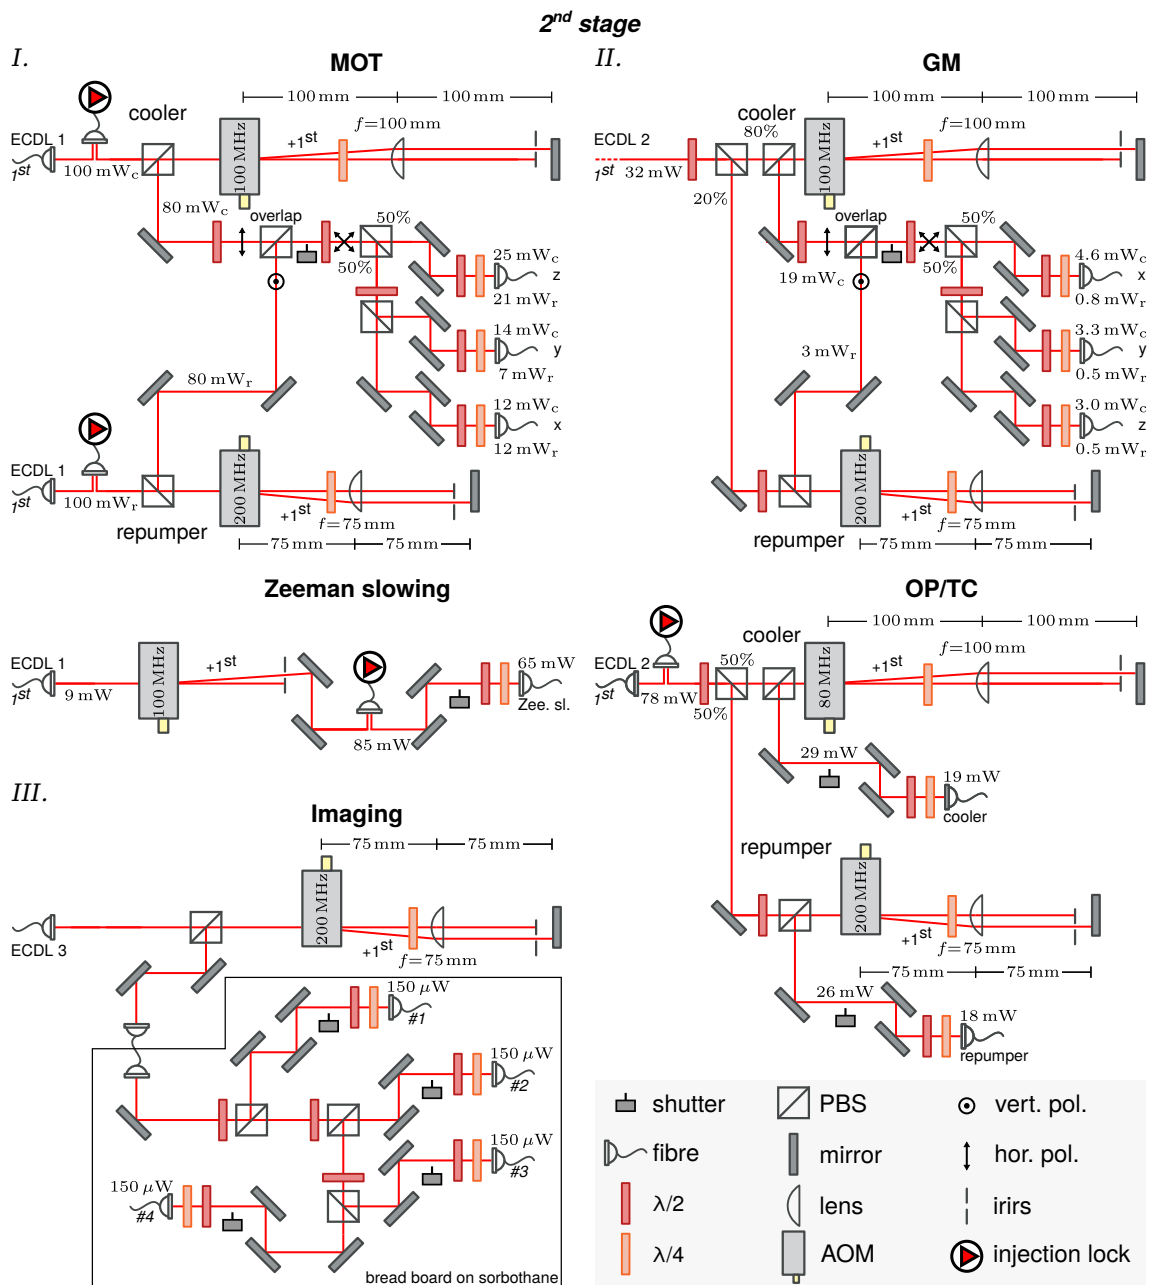 2nd stage
I.
MOT
100 mm
100 mm
cooler
ECDL 1
1st
100 mWc
100 MHz
+1st
f=100 mm
80 mWc
overlap
50%
50%
25 mWc
z
21 mWr
14 mWc
y
7 mWr
12 mWc
x
12 mWr
80 mWr
ECDL 1
1st
100 mWr
200 MHz
+1st
f=75 mm
repumper
75 mm
75 mm
Zeeman slowing
ECDL 1
1st
9 mW
100 MHz
+1st
85 mW
65 mW
Zee. sl.
II.
GM
100 mm
100 mm
cooler
80%
ECDL 2
1st
32 mW
20%
100 MHz
+1st
f=100 mm
overlap
19 mWc
50%
50%
4.6 mWc
x
0.8 mWr
3.3 mWc
y
0.5 mWr
3.0 mWc
z
0.5 mWr
3 mWr
200 MHz
+1st
f=75 mm
repumper
75 mm
75 mm
OP/TC
100 mm
100 mm
cooler
ECDL 2
1st
78 mW
50%
50%
80 MHz
+1st
f=100 mm
29 mW
19 mW
cooler
repumper
200 MHz
+1st
f=75 mm
75 mm
75 mm
26 mW
18 mW
repumper
III.
Imaging
75 mm
75 mm
ECDL 3
200 MHz
+1st
f=75 mm
150 µW
#1
150 µW
#2
150 µW
#3
150 µW
#4
bread board on sorbothane
shutter
PBS
vert. pol.
fibre
mirror
hor. pol.
λ/2
lens
irirs
λ/4
AOM
injection lock